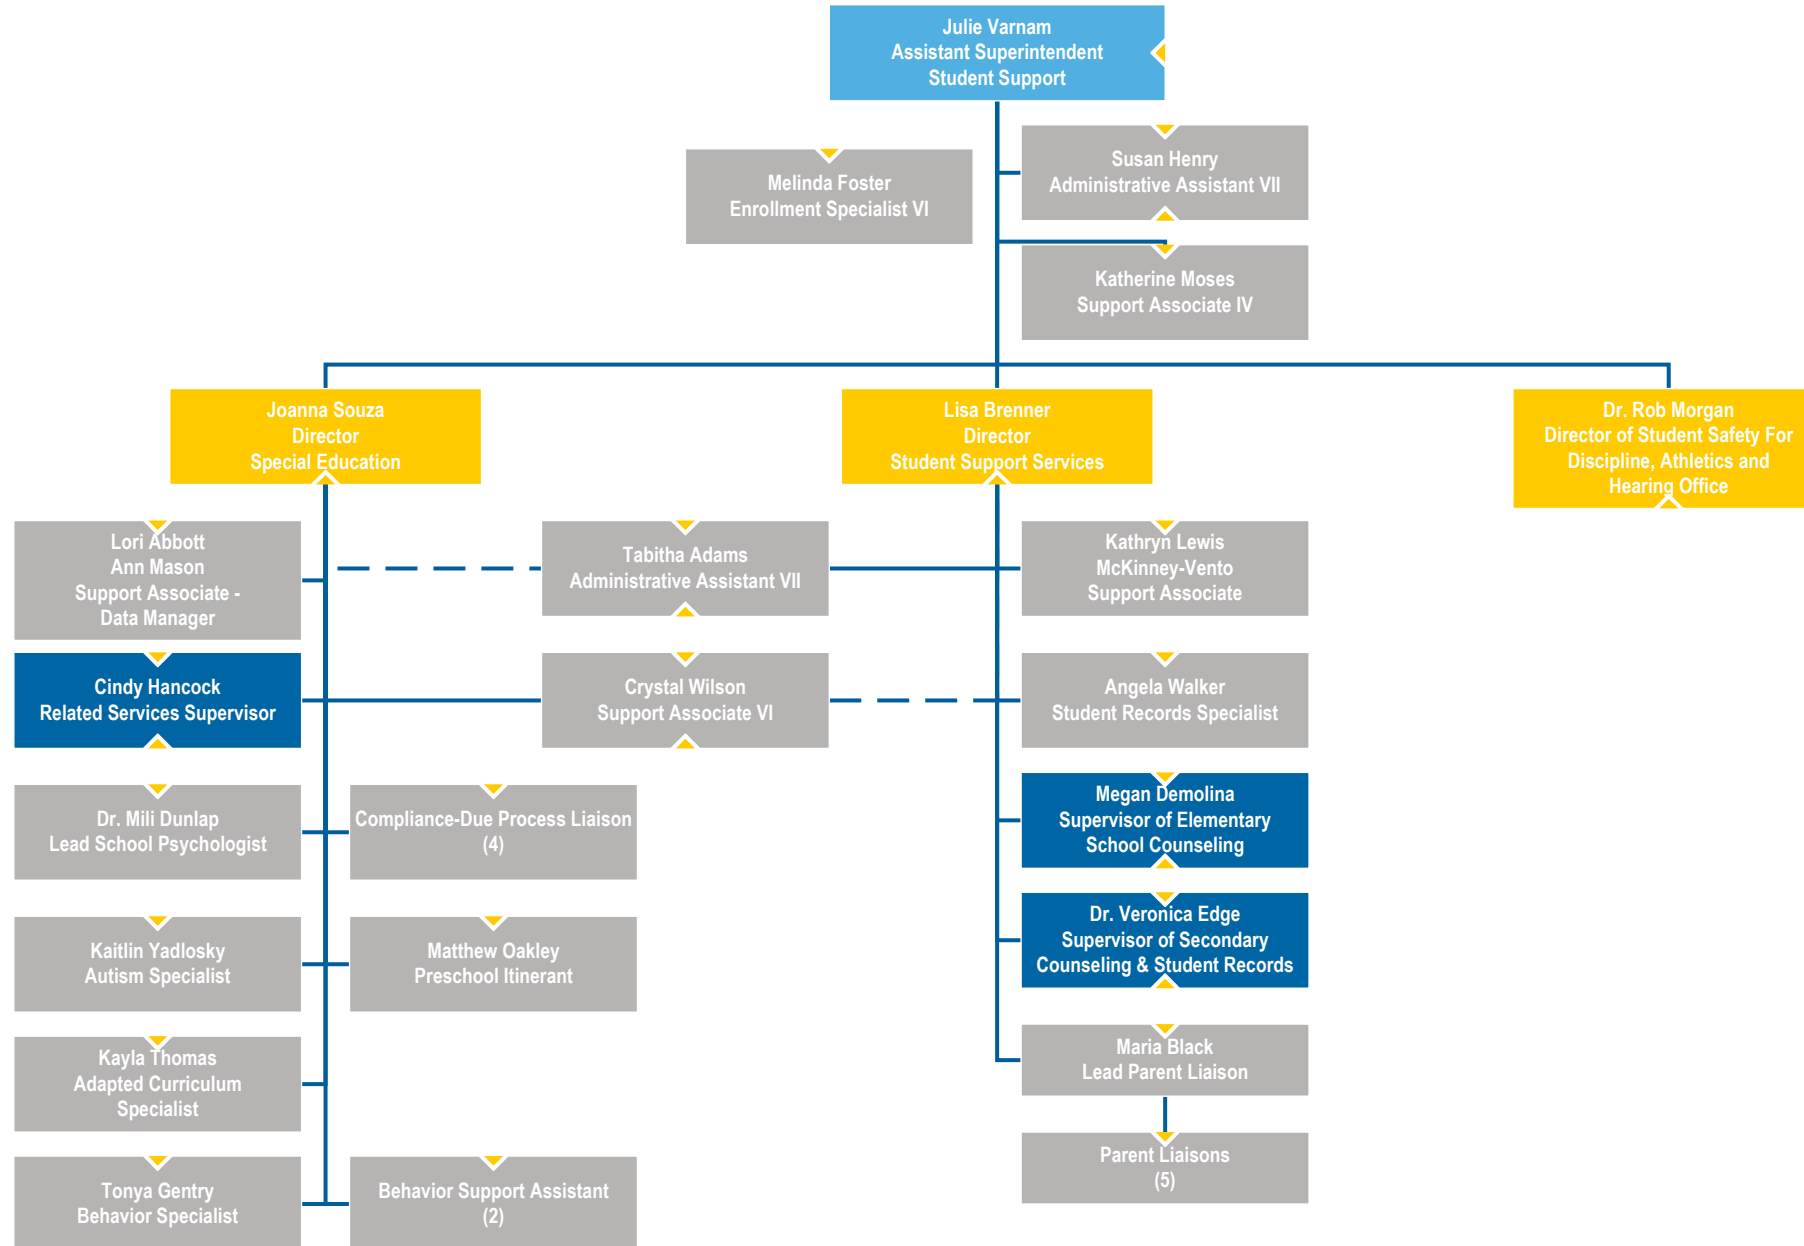 Julie Varnam
Assistant Superintendent
Student Support
Melinda Foster
Enrollment Specialist VI
Susan Henry
Administrative Assistant VII
Katherine Moses
Support Associate IV
Joanna Souza
Director
Special Education
Lisa Brenner
Director
Student Support Services
Dr. Rob Morgan
Director of Student Safety For
Discipline, Athletics and
Hearing Office
Lori Abbott
Ann Mason
Support Associate -
Data Manager
Tabitha Adams
Administrative Assistant VII
Kathryn Lewis
McKinney-Vento
Support Associate
Cindy Hancock
Related Services Supervisor
Crystal Wilson
Support Associate VI
Angela Walker
Student Records Specialist
Dr. Mili Dunlap
Lead School Psychologist
Compliance-Due Process Liaison
(4)
Megan Demolina
Supervisor of Elementary
School Counseling
Kaitlin Yadlosky
Autism Specialist
Matthew Oakley
Preschool Itinerant
Dr. Veronica Edge
Supervisor of Secondary
Counseling & Student Records
Kayla Thomas
Adapted Curriculum
Specialist
Maria Black
Lead Parent Liaison
Tonya Gentry
Behavior Specialist
Behavior Support Assistant
(2)
Parent Liaisons
(5)